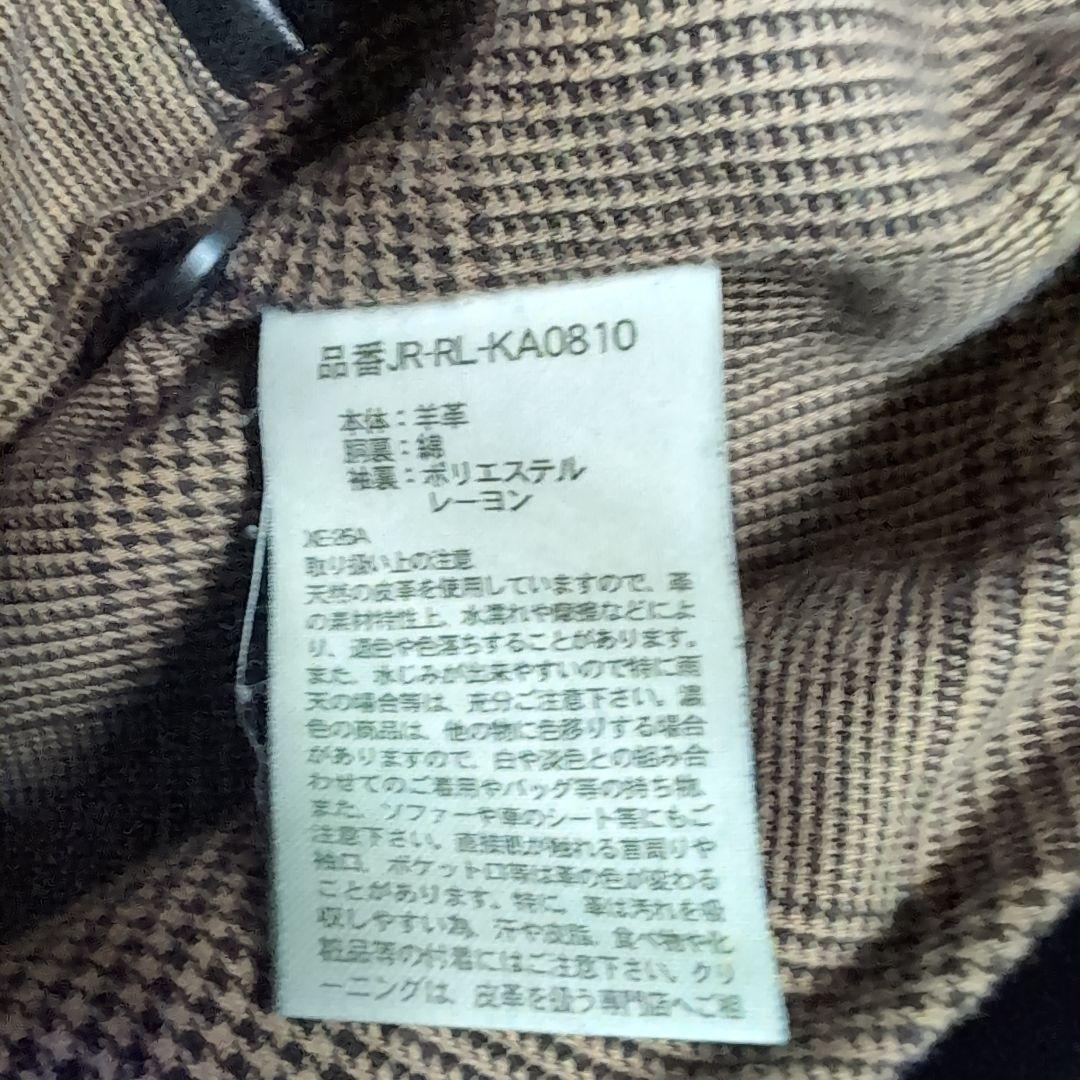 品番JR-RL-KA0810
本体：羊革
胴裏：綿
袖裏：ポリエステル
レーヨン
XE-25A
取り扱い上の注意
天然の皮革を使用していますので、革
の素材特性上、水濡れや摩擦などによ
り、退色や色落ちすることがあります。
また、水じみが出来やすいので特に雨
天の場合等は、充分ご注意下さい。濃
色の商品は、他の物に色移りする場合
がありますので、白や淡色との組み合
わせてのご着用やバッグ等の持ち物、
また、ソファーや車のシート等にもご
注意下さい。直接肌が触れる首周りや
袖口、ポケット口等は革の色が変わる
ことがあります。特に、革は汚れを吸
収しやすい為、汗や皮脂、食べ物や化
粧品等の付着にはご注意下さい。クリ
ーニングは、皮革を扱う専門店へご相